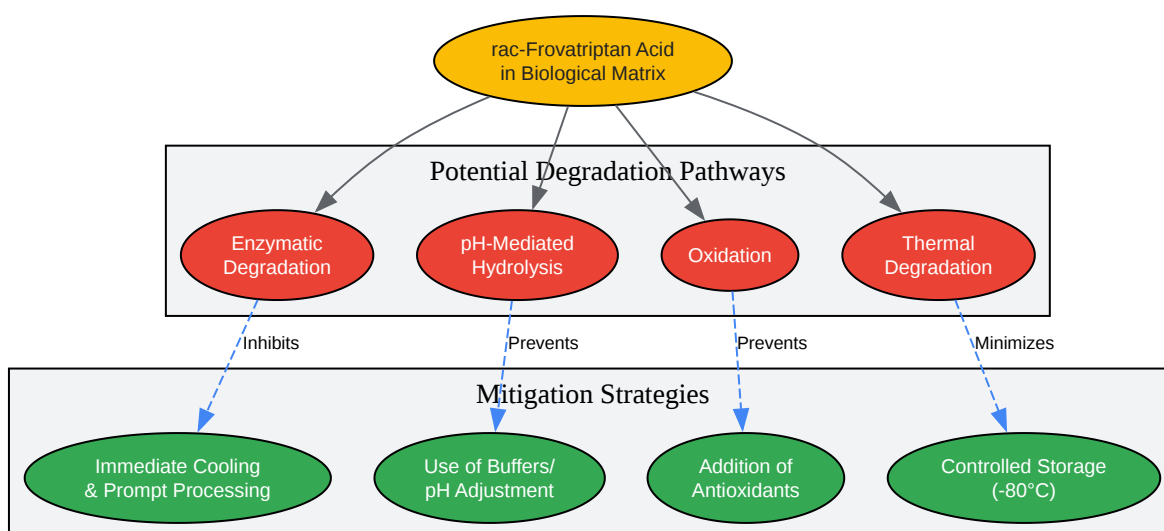 rac-Frovatriptan Acid
in Biological Matrix
Potential Degradation Pathways
Enzymatic
Degradation
pH-Mediated
Hydrolysis
Oxidation
Thermal
Degradation
Inhibits
Prevents
Prevents
Minimizes
Mitigation Strategies
Immediate Cooling
& Prompt Processing
Use of Buffers/
pH Adjustment
Addition of
Antioxidants
Controlled Storage
(-80°C)